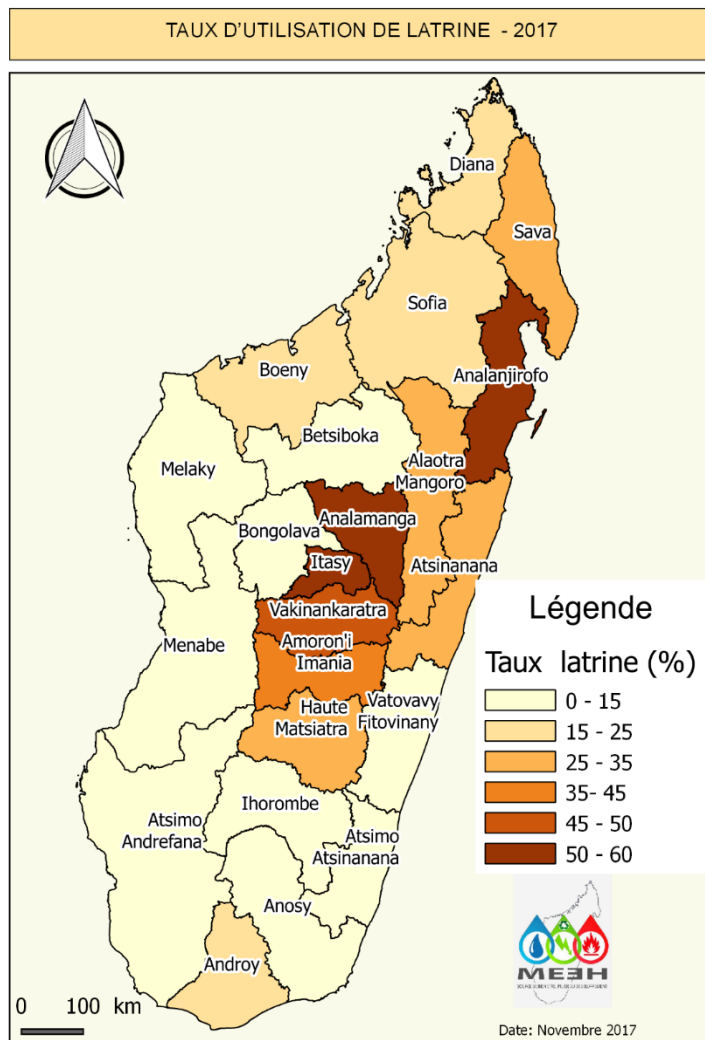 TAUX D'UTILISATION DE LATRINE - 2017
Diana
Sava
Sofia
Analanjirofo
Boeny
Betsiboka
Alaotra
Mangoro
Melaky
Analamanga
Bongolava
Itasy
Atsinanana
Vakinankaratra
Menabe
Amoron'i
Imania
Vatovavy
Fitovinany
Haute
Matsiatra
Ihorombe
Atsimo
Andrefana
Atsimo
Atsinanana
Anosy
Androy
Légende
Taux latrine (%)
0 - 15
15 - 25
25 - 35
35- 45
45 - 50
50 - 60
MEEH
0 100 km
Date: Novembre 2017